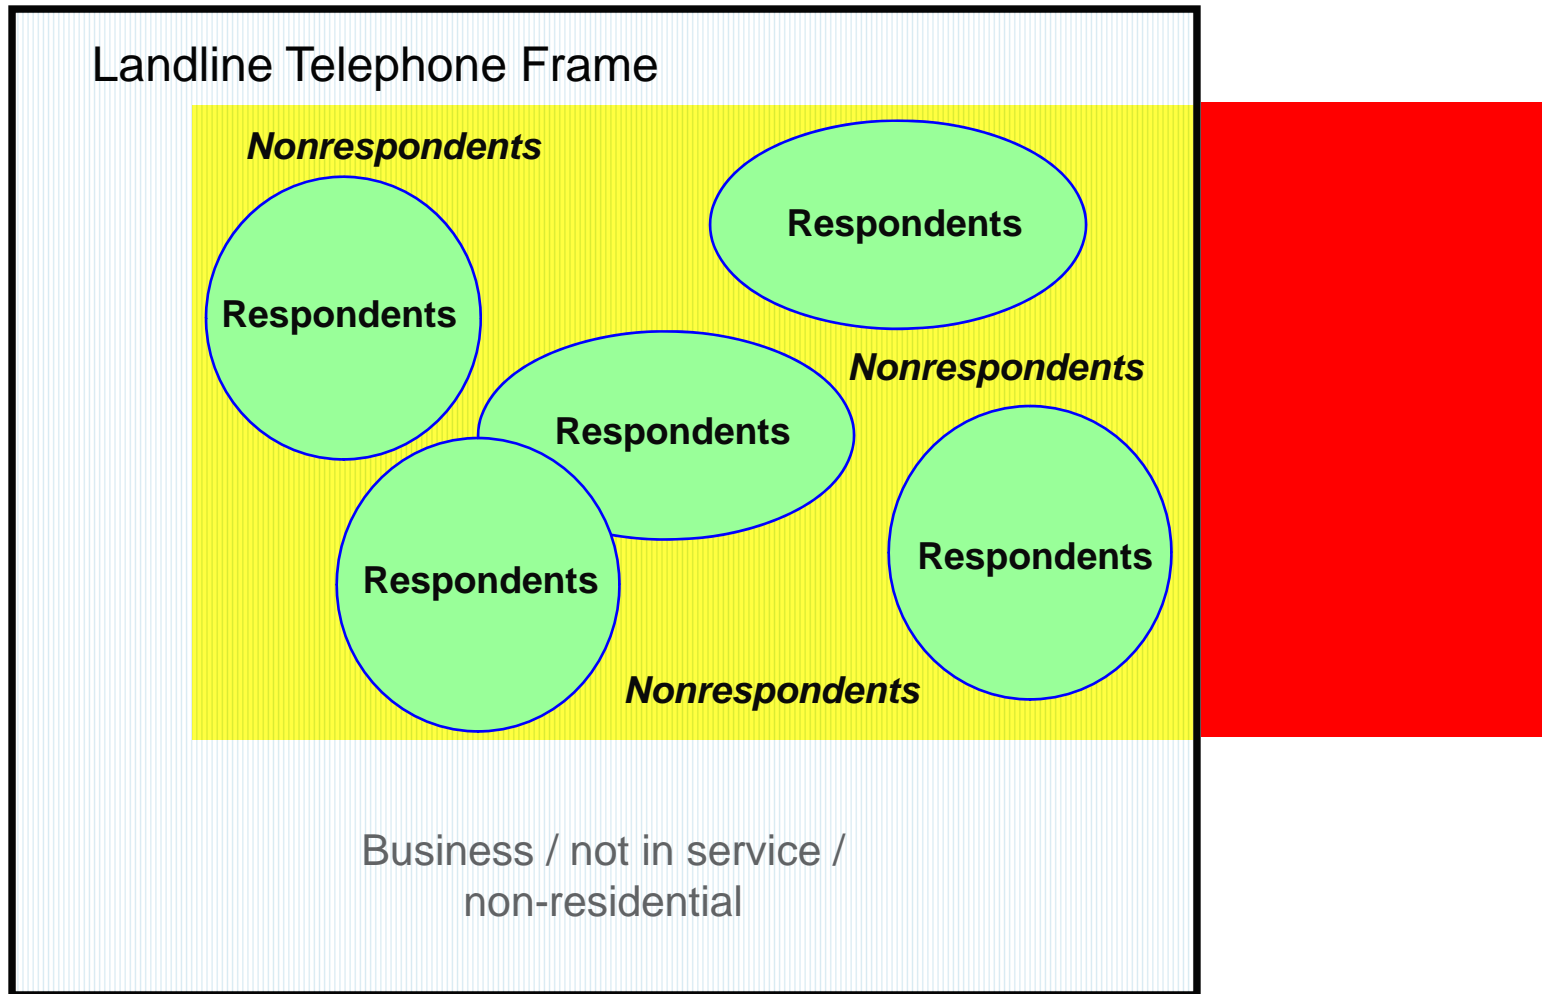 Landline Telephone Frame
Nonrespondents
Respondents
Respondents
Nonrespondents
Respondents
Respondents
Respondents
Nonrespondents
Business / not in service /
non-residential